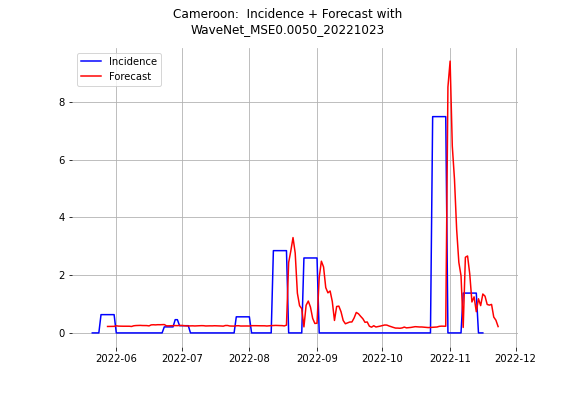 Cameroon:  Incidence + Forecast with
WaveNet_MSE0.0050_20221023
Incidence
Forecast
8
6
4
2
0
2022-06 2022-07 2022-08 2022-09 2022-10 2022-11 2022-12